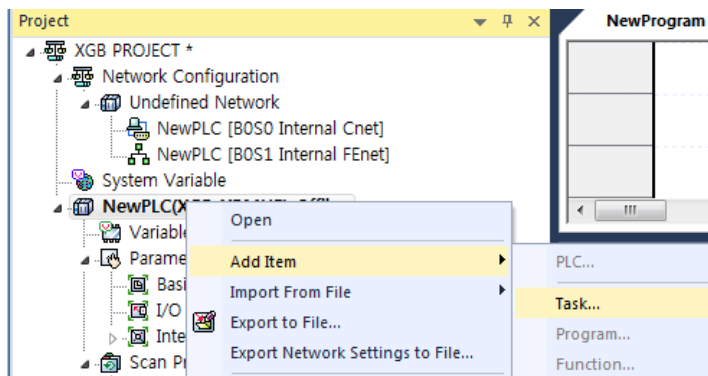 Project
NewProgram
XGB PROJECT *
Network Configuration
Undefined Network
NewPLC [B0S0 Internal Cnet]
NewPLC [B0S1 Internal FEnet]
System Variable
NewPLC(
Variable
Open
Parame
Add Item
PLC...
Basi
Import From File
Task...
I/O
Export to File...
Program...
Inte
Export Network Settings to File...
Scan P
Function...